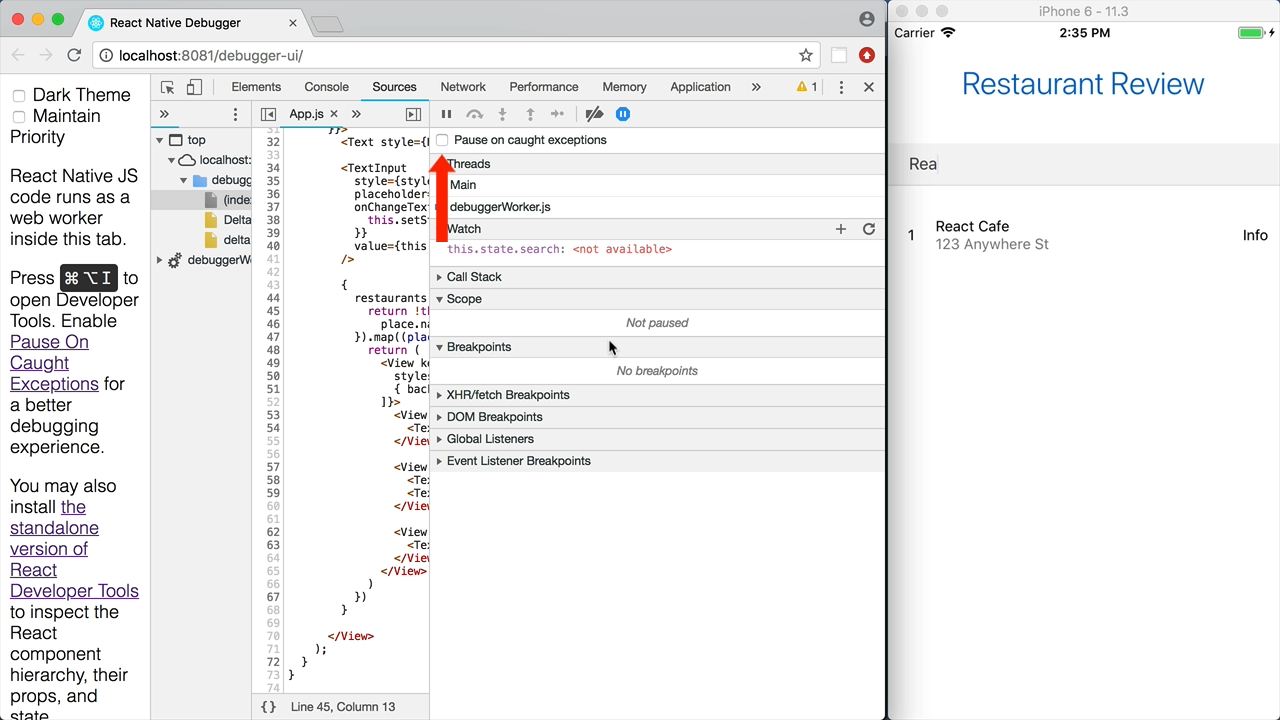 React Native Debugger
localhost:8081/debugger-ui/
Dark Theme
Maintain
Priority
React Native JS
code runs as a
web worker
inside this tab.
Press ⌘⌥I to
open Developer
Tools. Enable
Pause On
Caught
Exceptions for
a better
debugging
experience.
You may also
install the
standalone
version of
React
Developer Tools
to inspect the
React
component
hierarchy, their
props, and
state.
Elements Console Sources Network Performance Memory Application » 1
»
top
localhost:
debugg
(inde
Delta
delta
debuggerWo
App.js »
31 }}>
32 <Text style={
33
34 <TextInput
35 style={style
36 placeholder=
37 onChangeText
38 this.setS
39 }}
40 value={this
41 />
42
43 {
44 restaurants
45 return !th
46 place.na
47 }).map((plac
48 return (
49 <View ke
50 styles
51 { back
52 ]}>
53 <View
54 <Te
55 </View
56
57 <View
58 <Te
59 <Te
60 </View
61
62 <View
63 <Te
64 </View
65 </View>
66 )
67 })
68 }
69
70 </View>
71 );
72 }
73 }
74
{} Line 45, Column 13
Pause on caught exceptions
Threads
Main
debuggerWorker.js
Watch
this.state.search: <not available>
Call Stack
Scope
Not paused
Breakpoints
No breakpoints
XHR/fetch Breakpoints
DOM Breakpoints
Global Listeners
Event Listener Breakpoints
iPhone 6 - 11.3
Carrier 2:35 PM
Restaurant Review
Rea
1 React Cafe Info
123 Anywhere St